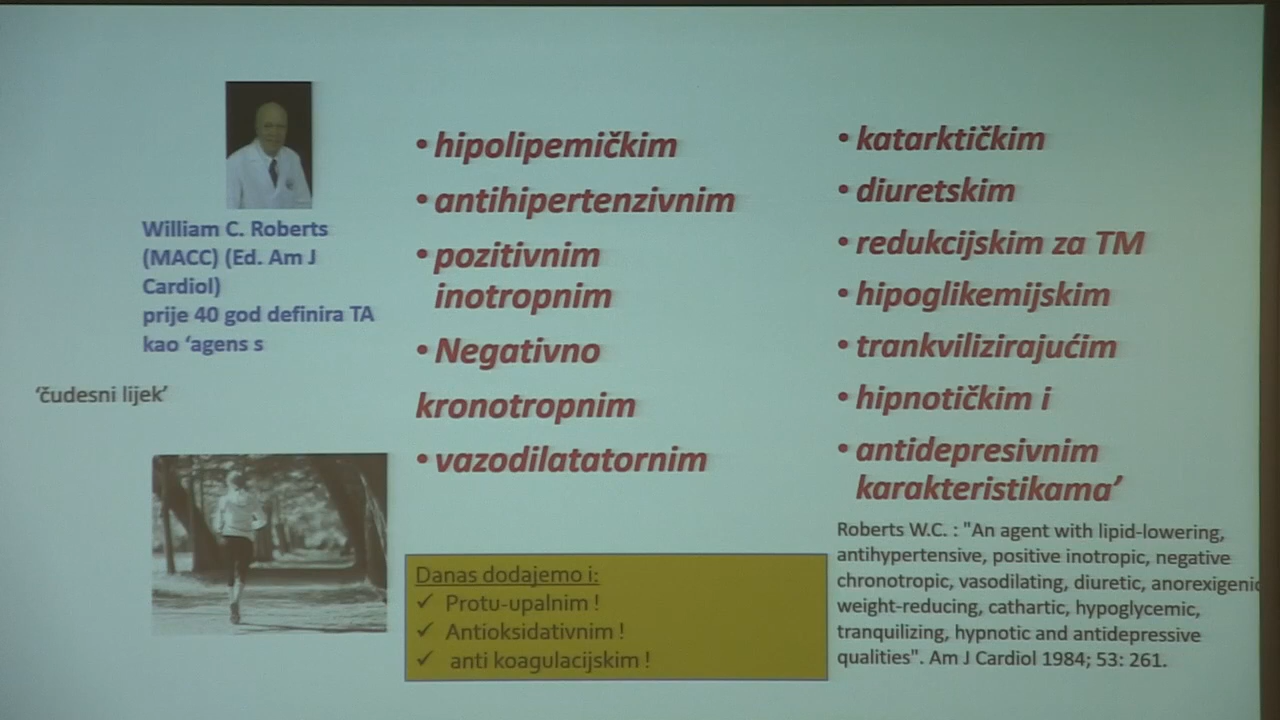 William C. Roberts
(MACC) (Ed. Am J
Cardiol)
prije 40 god definira TA
kao ‘agens s
‘čudesni lijek’
• hipolipemičkim
• antihipertenzivnim
• pozitivnim
inotropnim
• Negativno
kronotropnim
• vazodilatatornim
• katarktičkim
• diuretskim
• redukcijskim za TM
• hipoglikemijskim
• trankvilizirajućim
• hipnotičkim i
• antidepresivnim
karakteristikama’
Danas dodajemo i:
✓ Protu-upalnim !
✓ Antioksidativnim !
✓ anti koagulacijskim !
Roberts W.C. : "An agent with lipid-lowering,
antihypertensive, positive inotropic, negative
chronotropic, vasodilating, diuretic, anorexigenic
weight-reducing, cathartic, hypoglycemic,
tranquilizing, hypnotic and antidepressive
qualities". Am J Cardiol 1984; 53: 261.